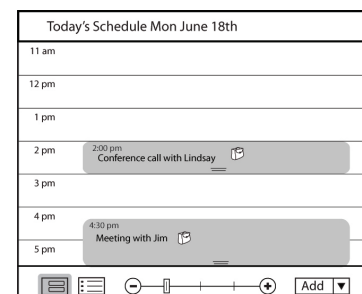 Today's Schedule Mon June 18th
11 am
12 pm
1 pm
2 pm
2:00 pm
Conference call with Lindsay
3 pm
4 pm
4:30 pm
Meeting with Jim
5 pm
Add